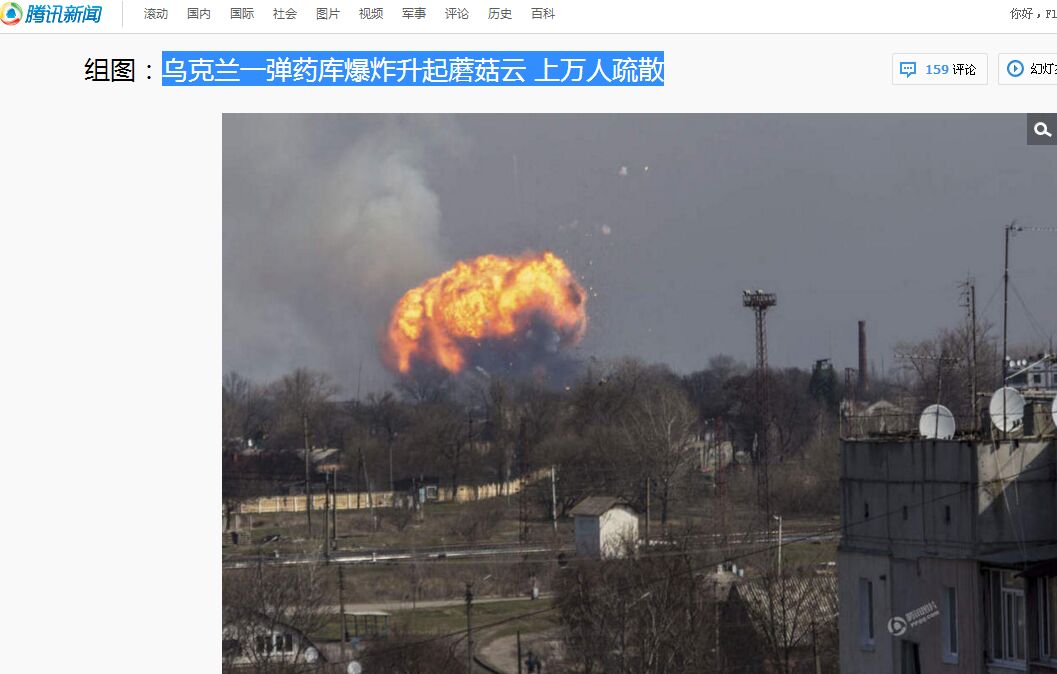 腾讯新闻
滚动 国内 国际 社会 图片 视频 军事 评论 历史 百科
你好，F1
组图：乌克兰一弹药库爆炸升起蘑菇云 上万人疏散
159 评论
幻灯